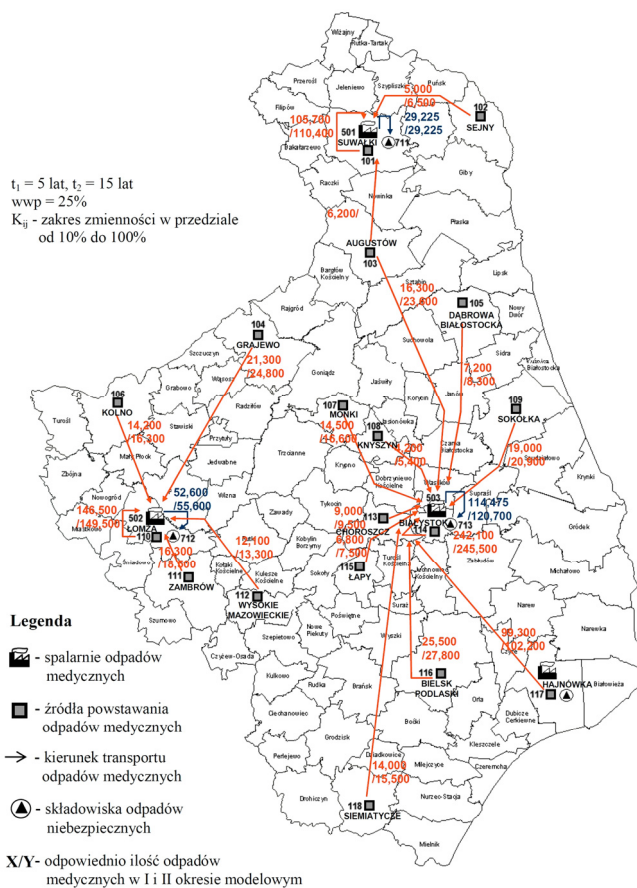 Wiżajny
Rutka-Tartak
Przerośl
Jeleniewo
Szypliszki
Puńsk
Filipów
5,000
/6,500
102
SEJNY
105,700
/110,400
501
SUWAŁKI
29,225
/29,225
711
Bakałarzewo
101
Raczki
Nowinka
Giby
t₁ = 5 lat, t₂ = 15 lat
wwp = 25%
Kᵢⱼ - zakres zmienności w przedziale
od 10% do 100%
6,200/
Płaska
AUGUSTÓW
103
Bargłów
Kościelny
Sztabin
Lipsk
16,300
/23,600
105
DĄBROWA
BIAŁOSTOCKA
Nowy
Dwór
Rajgród
104
GRAJEWO
21,300
/24,800
Szczuczyn
Wąsosz
Goniądz
Suchowola
Sidra
Kuźnica
Białostocka
7,200
/8,300
Jaświły
Korycin
Janów
106
KOLNO
Grabowo
Radziłów
107
MOŃKI
14,500
/16,600
109
SOKÓŁKA
Turośl
14,200
/16,300
Stawiski
Przytuły
108
KNYSZYN
Jasionówka
4,200
/5,400
Czarna
Białostocka
19,000
/20,900
Zbójna
Mały Płock
Jedwabne
Trzcianne
Krypno
Dobrzyniewo
Kościelne
Wasilków
Szudziałowo
Krynki
Nowogród
146,500
/149,500
502
ŁOMŻA
52,600
/55,600
Wizna
Tykocin
9,000
/9,500
503
BIAŁYSTOK
114,475
/120,700
Supraśl
Gródek
Miastkowo
110
712
16,300
/18,600
12,100
/13,300
Kobylin
Borzymy
113
CHOROSZCZ
6,800
/7,500
114
713
242,100
/245,500
Zabłudów
Michałowo
Śniadowo
111
ZAMBRÓW
Kołaki
Kościelne
Kulesze
Kościelne
Sokoły
115
ŁAPY
Turośń
Kościelna
Juchnowiec
Kościelny
112
WYSOKIE
MAZOWIECKIE
Szumowo
Poświętne
Suraż
Narew
Narewka
Nowe
Piekuty
Szepietowo
Wyszki
99,300
/102,200
Czyże
Legenda
- spalarnie odpadów
medycznych
Czyżew-Osada
25,500
/27,800
116
BIELSK
PODLASKI
HAJNÓWKA
117
Białowieża
Klukowo
Rudka
Brańsk
Orla
Dubicze
Cerkiewne
- źródła powstawania
odpadów medycznych
Ciechanowiec
Boćki
Kleszczele
- kierunek transportu
odpadów medycznych
Grodzisk
Perlejewo
Dziadkowice
14,000
/15,500
Milejczyce
Czeremcha
- składowiska odpadów
niebezpiecznych
Drohiczyn
118
SIEMIATYCZE
Nurzec-Stacja
X/Y- odpowiednio ilość odpadów
medycznych w I i II okresie modelowym
Mielnik